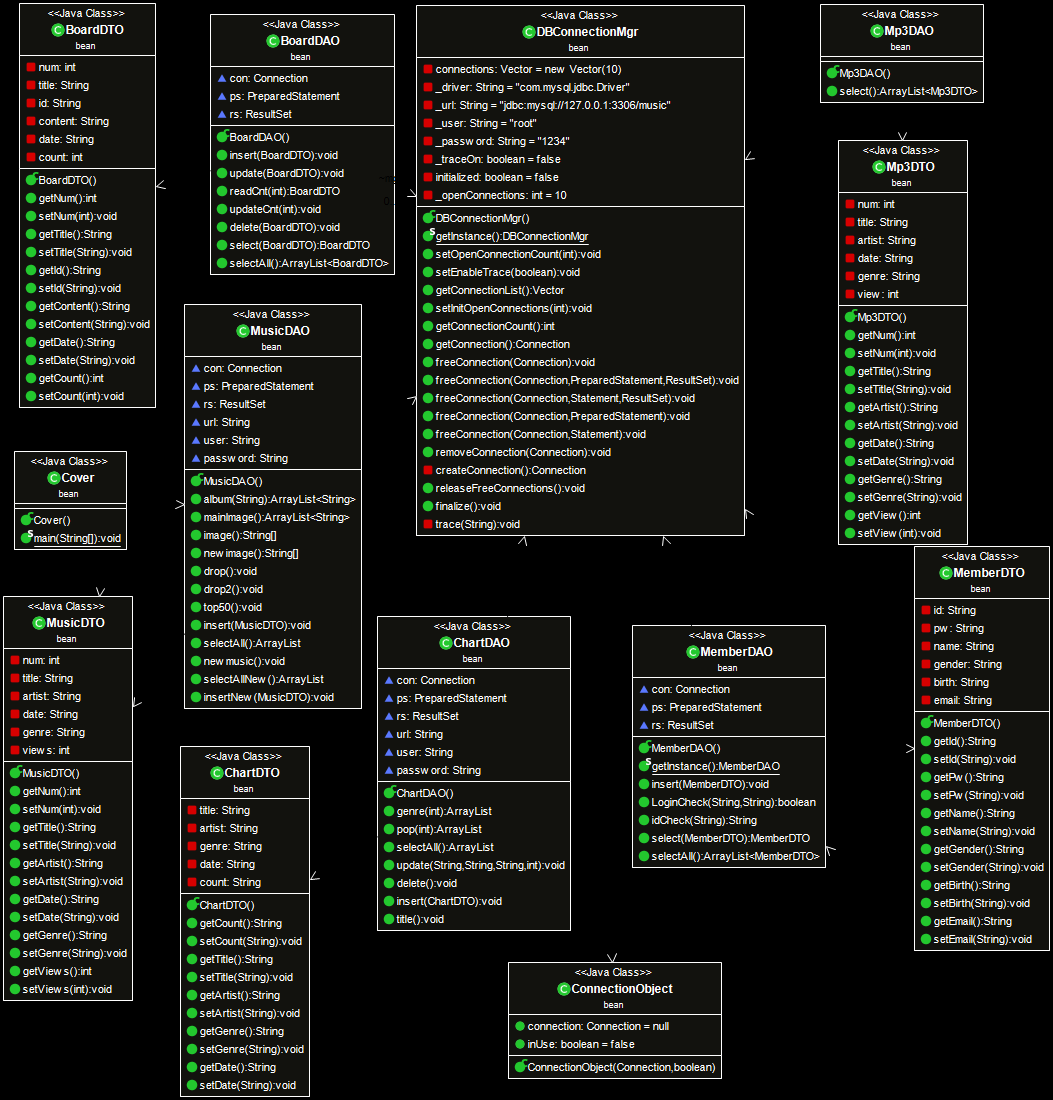 <<Java Class>>
BoardDTO
bean
num: int
title: String
id: String
content: String
date: String
count: int
BoardDTO()
getNum():int
setNum(int):void
getTitle():String
setTitle(String):void
getId():String
setId(String):void
getContent():String
setContent(String):void
getDate():String
setDate(String):void
getCount():int
setCount(int):void
<<Java Class>>
BoardDAO
bean
con: Connection
ps: PreparedStatement
rs: ResultSet
BoardDAO()
insert(BoardDTO):void
update(BoardDTO):void
readCnt(int):BoardDTO
updateCnt(int):void
delete(BoardDTO):void
select(BoardDTO):BoardDTO
selectAll():ArrayList<BoardDTO>
<<Java Class>>
DBConnectionMgr
bean
connections: Vector = new Vector(10)
_driver: String = "com.mysql.jdbc.Driver"
_url: String = "jdbc:mysql://127.0.0.1:3306/music"
_user: String = "root"
_password: String = "1234"
_traceOn: boolean = false
initialized: boolean = false
_openConnections: int = 10
DBConnectionMgr()
getInstance():DBConnectionMgr
setOpenConnectionCount(int):void
setEnableTrace(boolean):void
getConnectionList():Vector
setInitOpenConnections(int):void
getConnectionCount():int
getConnection():Connection
freeConnection(Connection):void
freeConnection(Connection,PreparedStatement,ResultSet):void
freeConnection(Connection,Statement,ResultSet):void
freeConnection(Connection,PreparedStatement):void
freeConnection(Connection,Statement):void
removeConnection(Connection):void
createConnection():Connection
releaseFreeConnections():void
finalize():void
trace(String):void
<<Java Class>>
Mp3DAO
bean
Mp3DAO()
select():ArrayList<Mp3DTO>
<<Java Class>>
Mp3DTO
bean
num: int
title: String
artist: String
date: String
genre: String
view: int
Mp3DTO()
getNum():int
setNum(int):void
getTitle():String
setTitle(String):void
getArtist():String
setArtist(String):void
getDate():String
setDate(String):void
getGenre():String
setGenre(String):void
getView():int
setView(int):void
<<Java Class>>
MusicDAO
bean
con: Connection
ps: PreparedStatement
rs: ResultSet
url: String
user: String
password: String
MusicDAO()
album(String):ArrayList<String>
mainImage():ArrayList<String>
image():String[]
newimage():String[]
drop():void
drop2():void
top50():void
insert(MusicDTO):void
selectAll():ArrayList
newmusic():void
selectAllNew():ArrayList
insertNew(MusicDTO):void
<<Java Class>>
Cover
bean
Cover()
main(String[]):void
<<Java Class>>
MusicDTO
bean
num: int
title: String
artist: String
date: String
genre: String
views: int
MusicDTO()
getNum():int
setNum(int):void
getTitle():String
setTitle(String):void
getArtist():String
setArtist(String):void
getDate():String
setDate(String):void
getGenre():String
setGenre(String):void
getViews():int
setViews(int):void
<<Java Class>>
ChartDTO
bean
title: String
artist: String
genre: String
date: String
count: String
ChartDTO()
getCount():String
setCount(String):void
getTitle():String
setTitle(String):void
getArtist():String
setArtist(String):void
getGenre():String
setGenre(String):void
getDate():String
setDate(String):void
<<Java Class>>
ChartDAO
bean
con: Connection
ps: PreparedStatement
rs: ResultSet
url: String
user: String
password: String
ChartDAO()
genre(int):ArrayList
pop(int):ArrayList
selectAll():ArrayList
update(String,String,String,int):void
delete():void
insert(ChartDTO):void
title():void
<<Java Class>>
MemberDAO
bean
con: Connection
ps: PreparedStatement
rs: ResultSet
MemberDAO()
getInstance():MemberDAO
insert(MemberDTO):void
LoginCheck(String,String):boolean
idCheck(String):String
select(MemberDTO):MemberDTO
selectAll():ArrayList<MemberDTO>
<<Java Class>>
MemberDTO
bean
id: String
pw: String
name: String
gender: String
birth: String
email: String
MemberDTO()
getId():String
setId(String):void
getPw():String
setPw(String):void
getName():String
setName(String):void
getGender():String
setGender(String):void
getBirth():String
setBirth(String):void
getEmail():String
setEmail(String):void
<<Java Class>>
ConnectionObject
bean
connection: Connection = null
inUse: boolean = false
ConnectionObject(Connection,boolean)